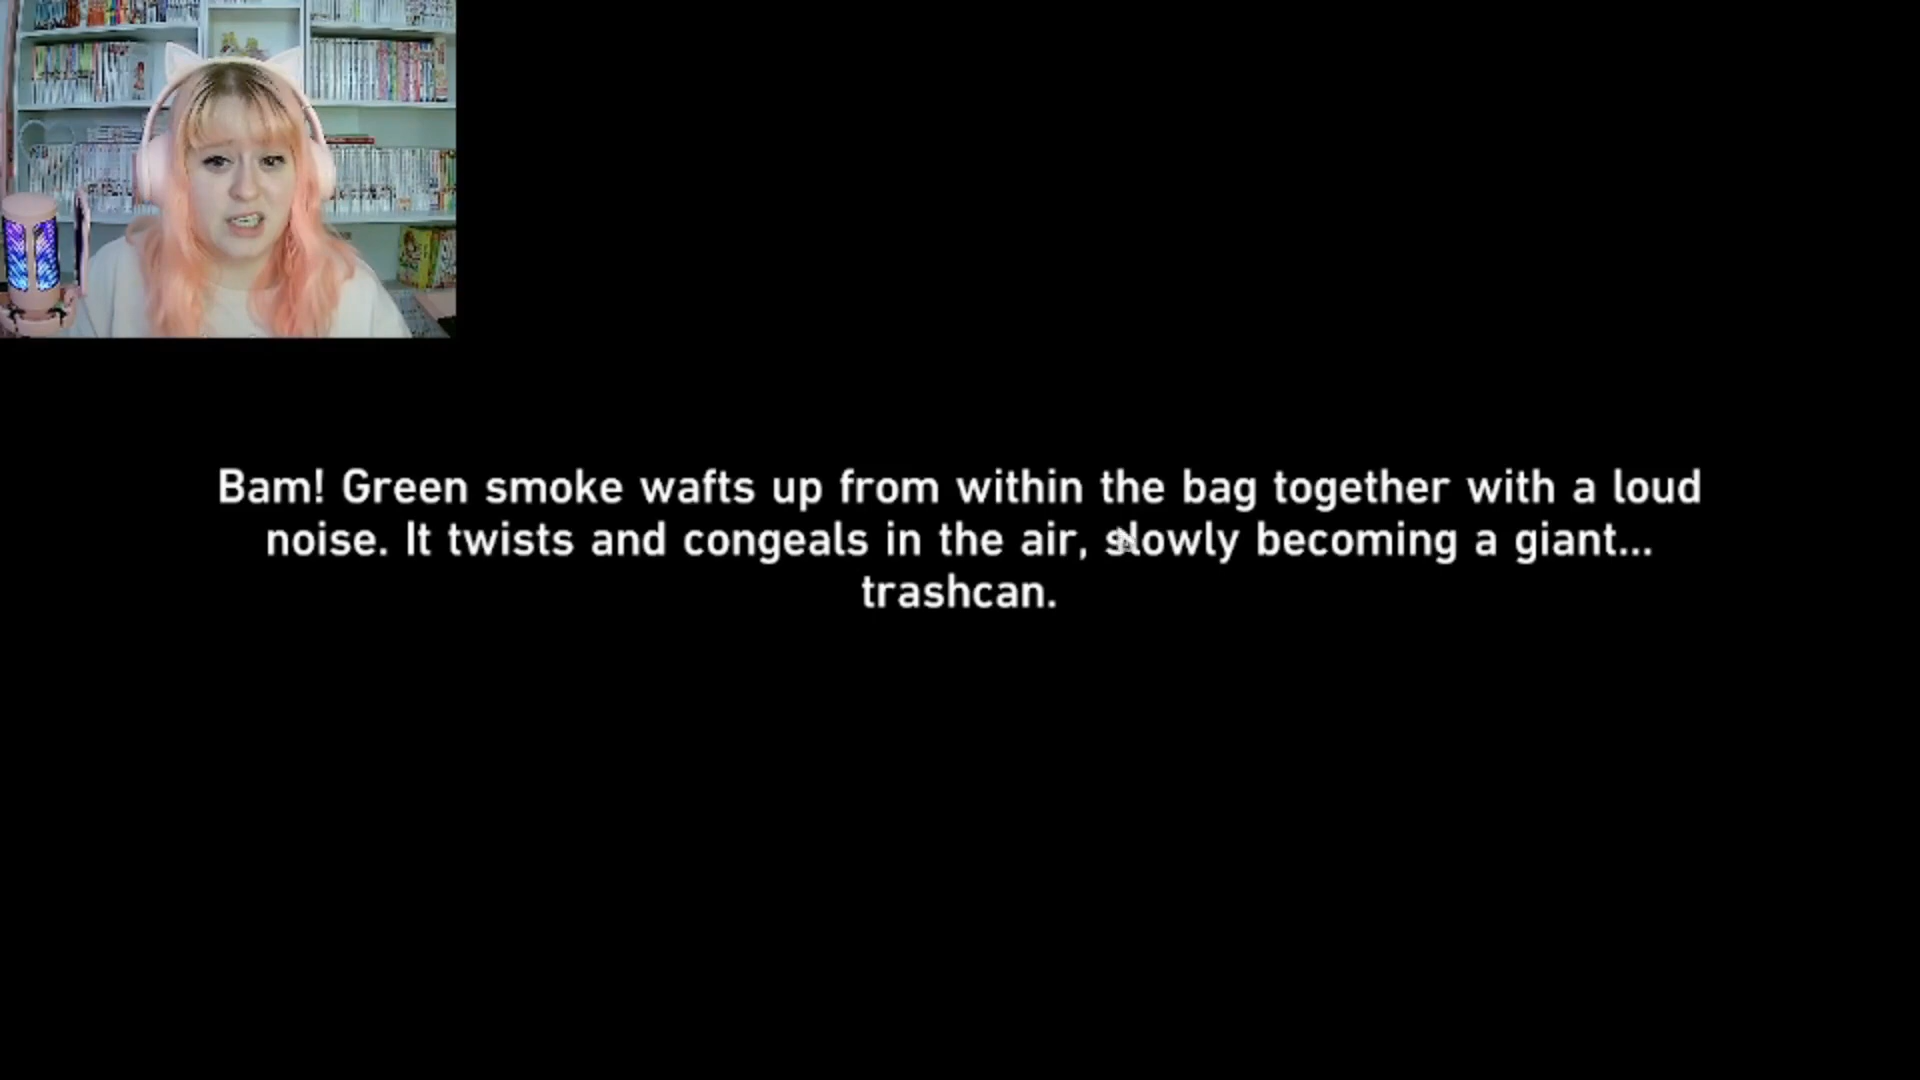 Bam! Green smoke wafts up from within the bag together with a loud
noise. It twists and congeals in the air, slowly becoming a giant...
trashcan.